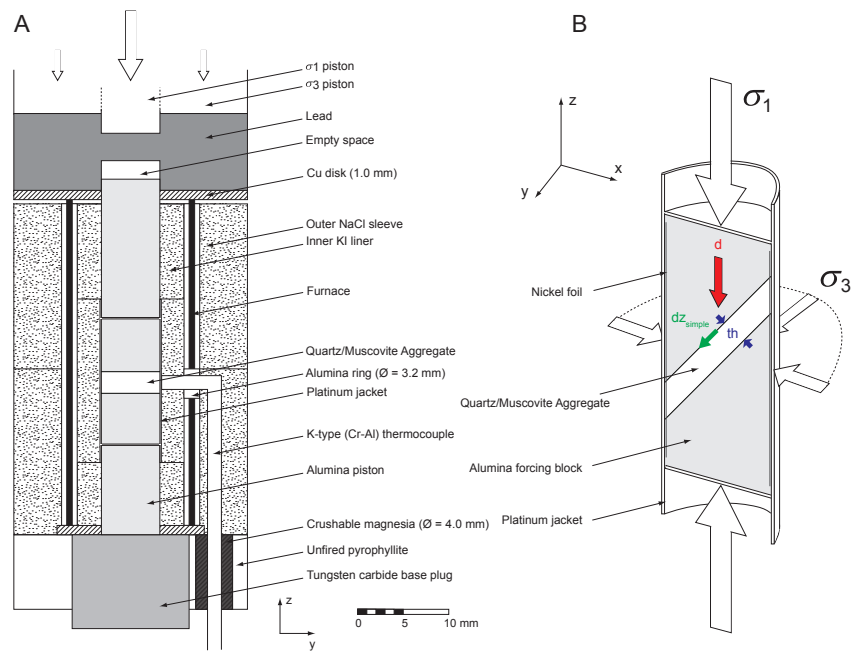 A
σ1 piston
σ3 piston
Lead
Empty space
Cu disk (1.0 mm)
Outer NaCl sleeve
Inner KI liner
Furnace
Quartz/Muscovite Aggregate
Alumina ring (Ø = 3.2 mm)
Platinum jacket
K-type (Cr-Al) thermocouple
Alumina piston
Crushable magnesia (Ø = 4.0 mm)
Unfired pyrophyllite
Tungsten carbide base plug
z
y
0 5 10 mm
B
σ1
z
x
y
d
σ3
Nickel foil
dzsimple
th
Quartz/Muscovite Aggregate
Alumina forcing block
Platinum jacket